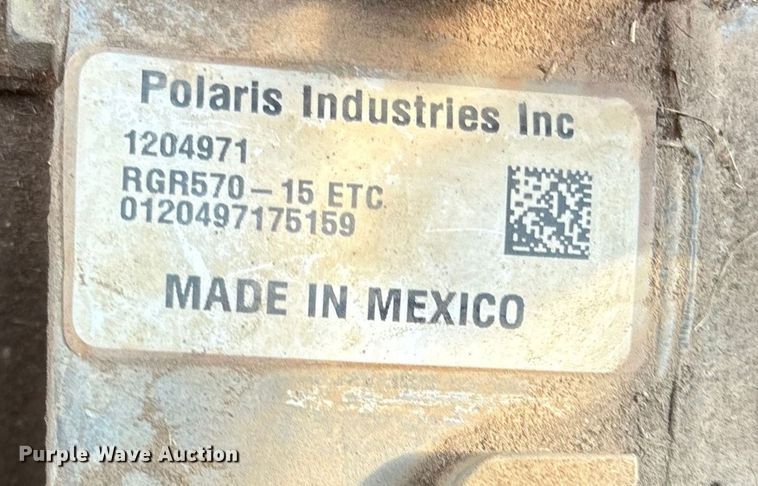 Polaris Industries Inc
1204971
RGR570-15 ETC
0120497175159
MADE IN MEXICO
Purple Wave Auction